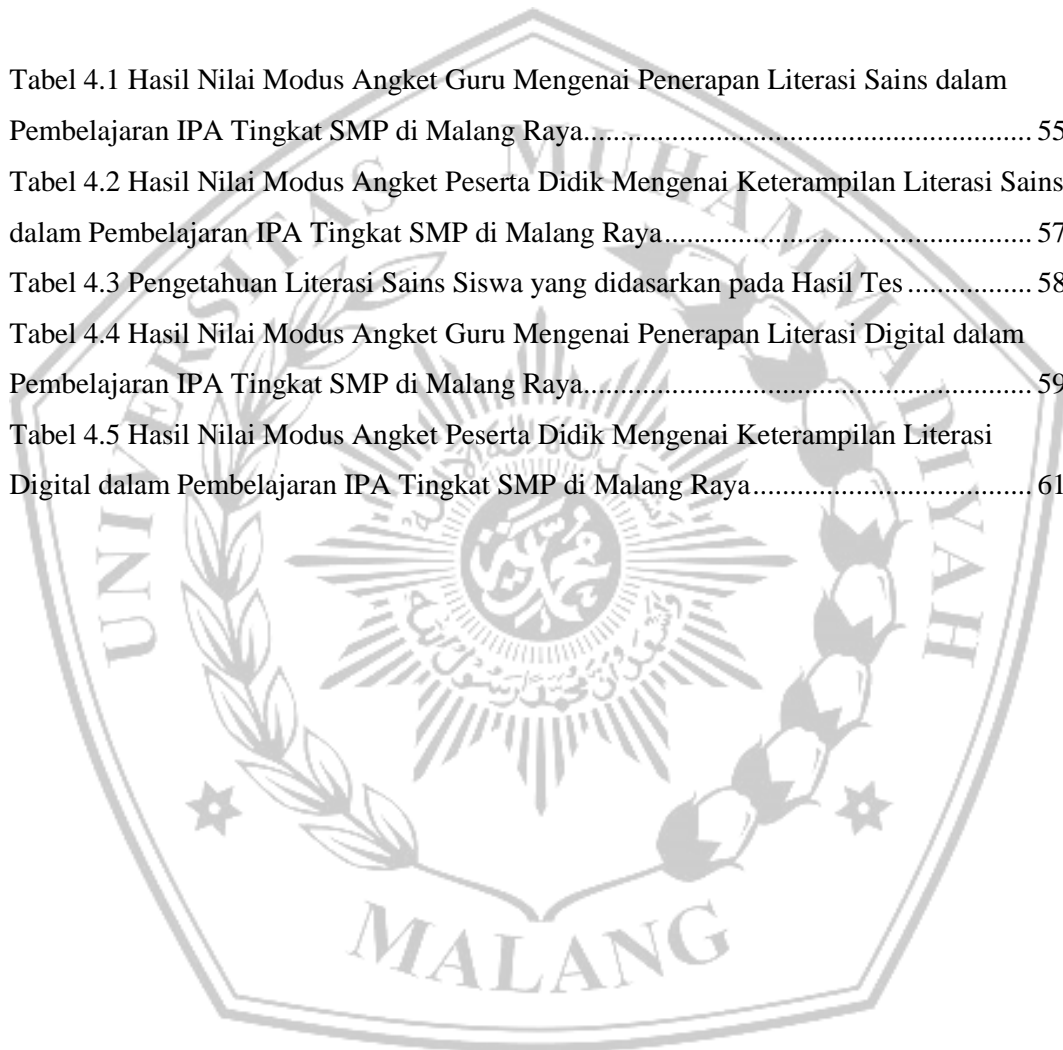 Tabel 4.1 Hasil Nilai Modus Angket Guru Mengenai Penerapan Literasi Sains dalam
Pembelajaran IPA Tingkat SMP di Malang Raya............................................................ 55
Tabel 4.2 Hasil Nilai Modus Angket Peserta Didik Mengenai Keterampilan Literasi Sains
dalam Pembelajaran IPA Tingkat SMP di Malang Raya.................................................. 57
Tabel 4.3 Pengetahuan Literasi Sains Siswa yang didasarkan pada Hasil Tes................. 58
Tabel 4.4 Hasil Nilai Modus Angket Guru Mengenai Penerapan Literasi Digital dalam
Pembelajaran IPA Tingkat SMP di Malang Raya............................................................ 59
Tabel 4.5 Hasil Nilai Modus Angket Peserta Didik Mengenai Keterampilan Literasi
Digital dalam Pembelajaran IPA Tingkat SMP di Malang Raya...................................... 61
UNIVERSITAS MUHAMMADIYAH
MALANG